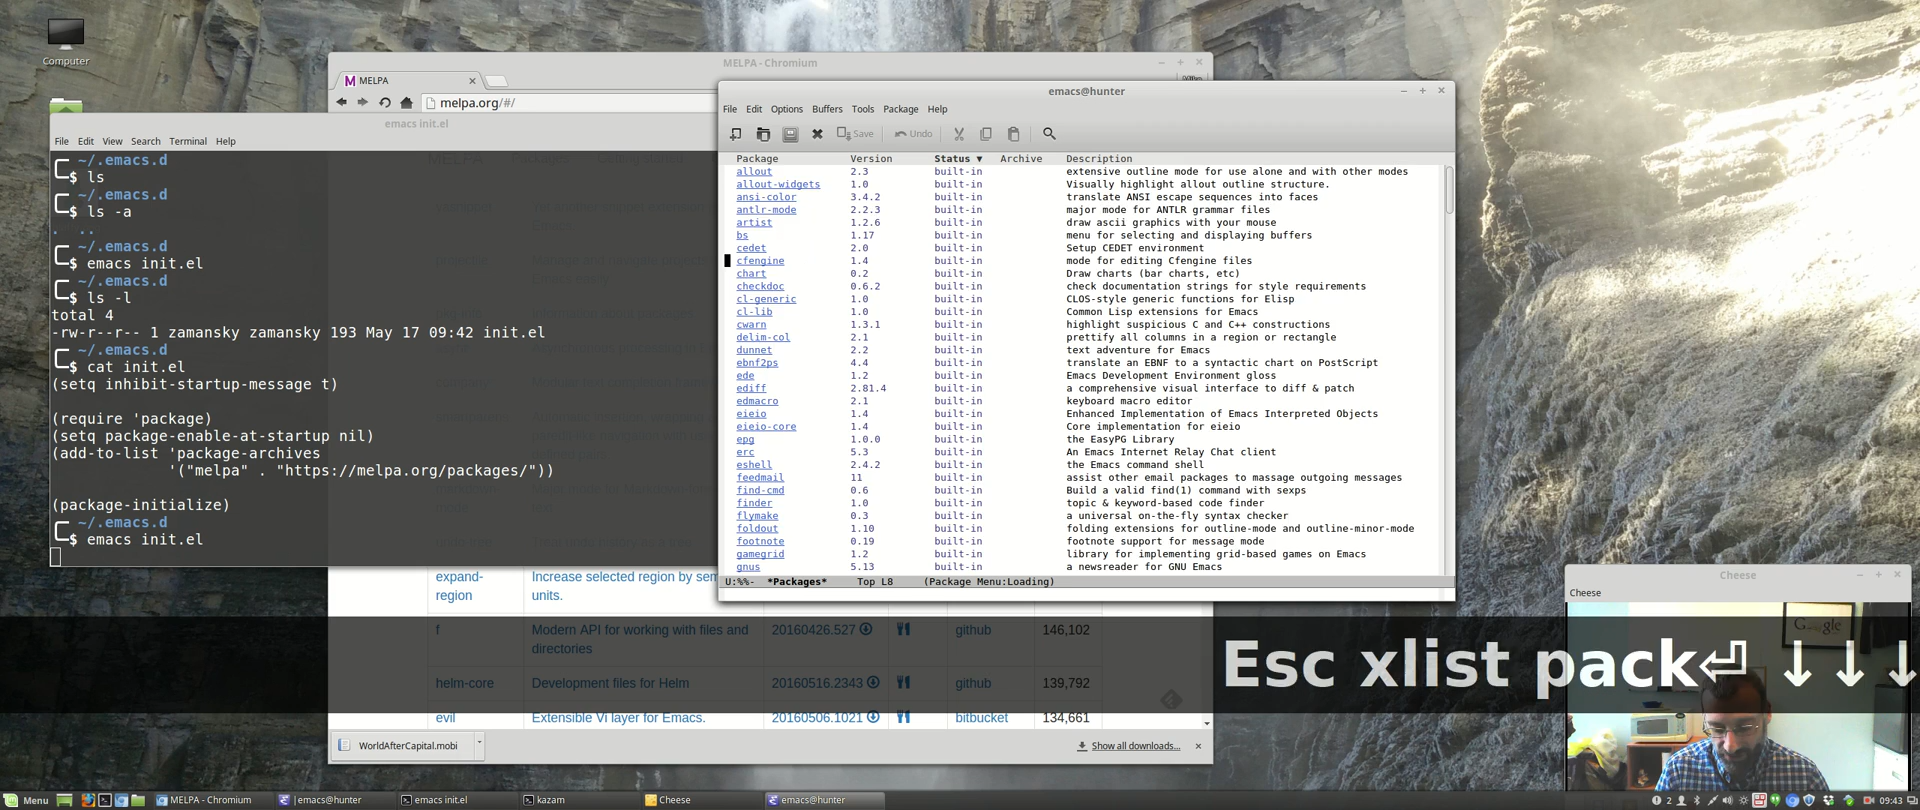 Computer
MELPA - Chromium
MELPA
melpa.org/#/
emacs init.el
File Edit View Search Terminal Help
~/.emacs.d
$ ls
~/.emacs.d
$ ls -a
. ..
~/.emacs.d
$ emacs init.el
~/.emacs.d
$ ls -l
total 4
-rw-r--r-- 1 zamansky zamansky 193 May 17 09:42 init.el
~/.emacs.d
$ cat init.el
(setq inhibit-startup-message t)
(require 'package)
(setq package-enable-at-startup nil)
(add-to-list 'package-archives
'("melpa" . "https://melpa.org/packages/"))
(package-initialize)
~/.emacs.d
$ emacs init.el
emacs@hunter
File Edit Options Buffers Tools Package Help
Save Undo
Package Version Status ▼ Archive Description
allout 2.3 built-in extensive outline mode for use alone and with other modes
allout-widgets 1.0 built-in Visually highlight allout outline structure.
ansi-color 3.4.2 built-in translate ANSI escape sequences into faces
antlr-mode 2.2.3 built-in major mode for ANTLR grammar files
artist 1.2.6 built-in draw ascii graphics with your mouse
bs 1.17 built-in menu for selecting and displaying buffers
cedet 2.0 built-in Setup CEDET environment
cfengine 1.4 built-in mode for editing Cfengine files
chart 0.2 built-in Draw charts (bar charts, etc)
checkdoc 0.6.2 built-in check documentation strings for style requirements
cl-generic 1.0 built-in CLOS-style generic functions for Elisp
cl-lib 1.0 built-in Common Lisp extensions for Emacs
cwarn 1.3.1 built-in highlight suspicious C and C++ constructions
delim-col 2.1 built-in prettify all columns in a region or rectangle
dunnet 2.2 built-in text adventure for Emacs
ebnf2ps 4.4 built-in translate an EBNF to a syntactic chart on PostScript
ede 1.2 built-in Emacs Development Environment gloss
ediff 2.81.4 built-in a comprehensive visual interface to diff & patch
edmacro 2.1 built-in keyboard macro editor
eieio 1.4 built-in Enhanced Implementation of Emacs Interpreted Objects
eieio-core 1.4 built-in Core implementation for eieio
epg 1.0.0 built-in the EasyPG Library
erc 5.3 built-in An Emacs Internet Relay Chat client
eshell 2.4.2 built-in the Emacs command shell
feedmail 11 built-in assist other email packages to massage outgoing messages
find-cmd 0.6 built-in Build a valid find(1) command with sexps
finder 1.0 built-in topic & keyword-based code finder
flymake 0.3 built-in a universal on-the-fly syntax checker
foldout 1.10 built-in folding extensions for outline-mode and outline-minor-mode
footnote 0.19 built-in footnote support for message mode
gamegrid 1.2 built-in library for implementing grid-based games on Emacs
gnus 5.13 built-in a newsreader for GNU Emacs
U:%%- *Packages* Top L8 (Package Menu:Loading)
expand-region Increase selected region by sem
units.
f Modern API for working with files and directories 20160426.527 github 146,102
helm-core Development files for Helm 20160516.2343 github 139,792
evil Extensible Vi layer for Emacs. 20160506.1021 bitbucket 134,661
WorldAfterCapital.mobi Show all downloads...
Cheese
Cheese
Google
Esc xlist pack⏎ ↓↓↓
Menu MELPA - Chromium |emacs@hunter emacs init.el kazam Cheese emacs@hunter 2 09:43